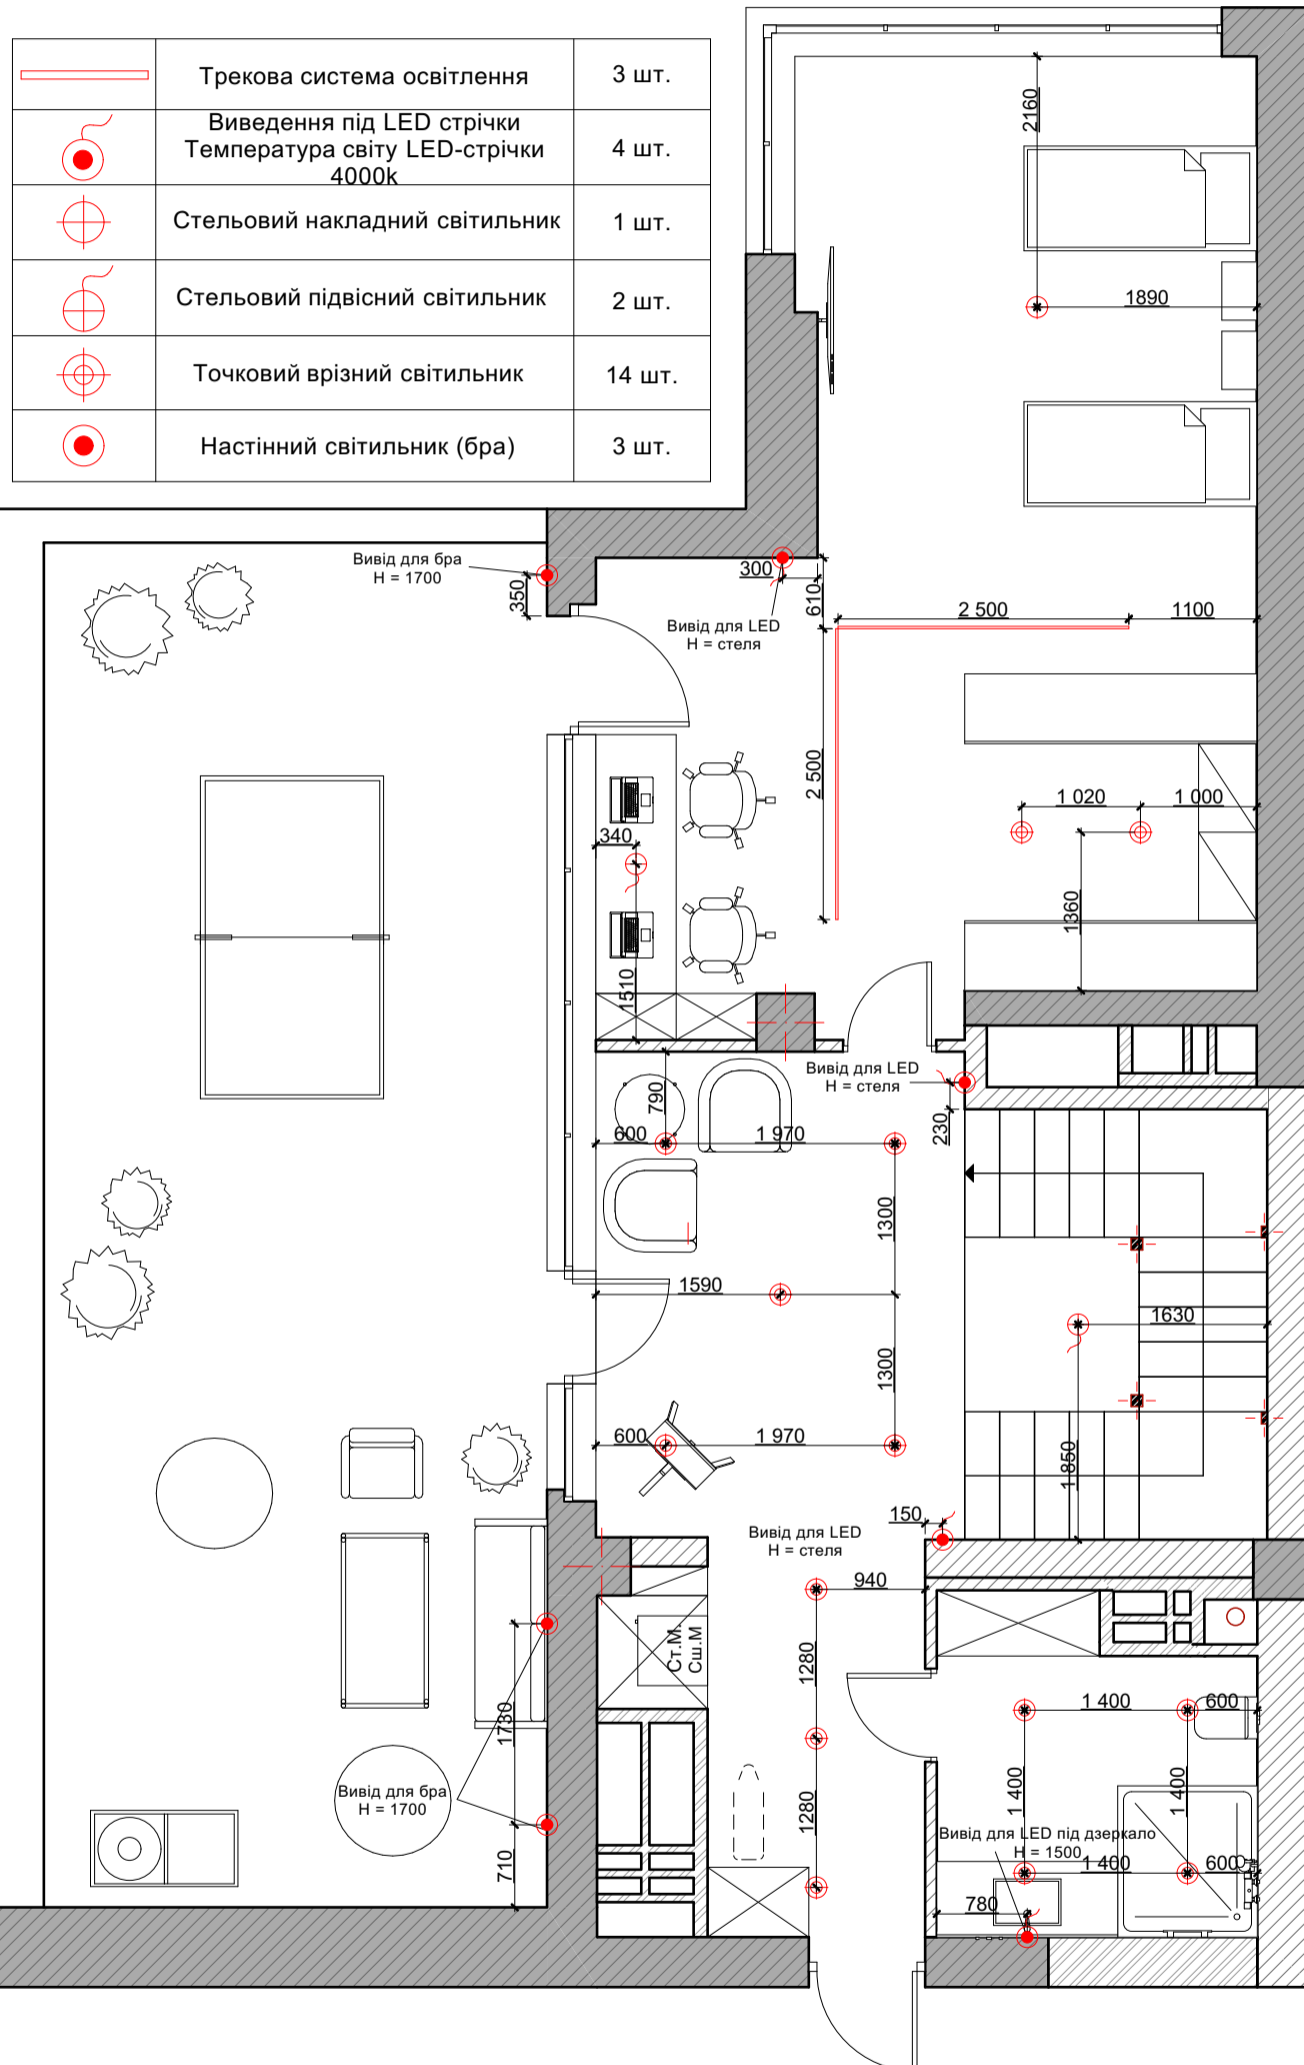 Трекова система освітлення
3 шт.
Виведення під LED стрічки
Температура світу LED-стрічки
4000k
4 шт.
Стельовий накладний світильник
1 шт.
Стельовий підвісний світильник
2 шт.
Точковий врізний світильник
14 шт.
Настінний світильник (бра)
3 шт.
2160
1890
Вивід для бра
H = 1700
350
300
610
Вивід для LED
H = стеля
2 500
1100
2 500
1 020
1 000
340
1360
1510
Вивід для LED
H = стеля
790
230
600
1 970
1300
1590
1630
1300
600
1 970
1 850
150
Вивід для LED
H = стеля
940
Ст.М.
Сш.М
1280
1730
1 400
600
1 400
1 400
Вивід для бра
H = 1700
1280
Вивід для LED під дзеркало
H = 1500
1 400
600
710
780